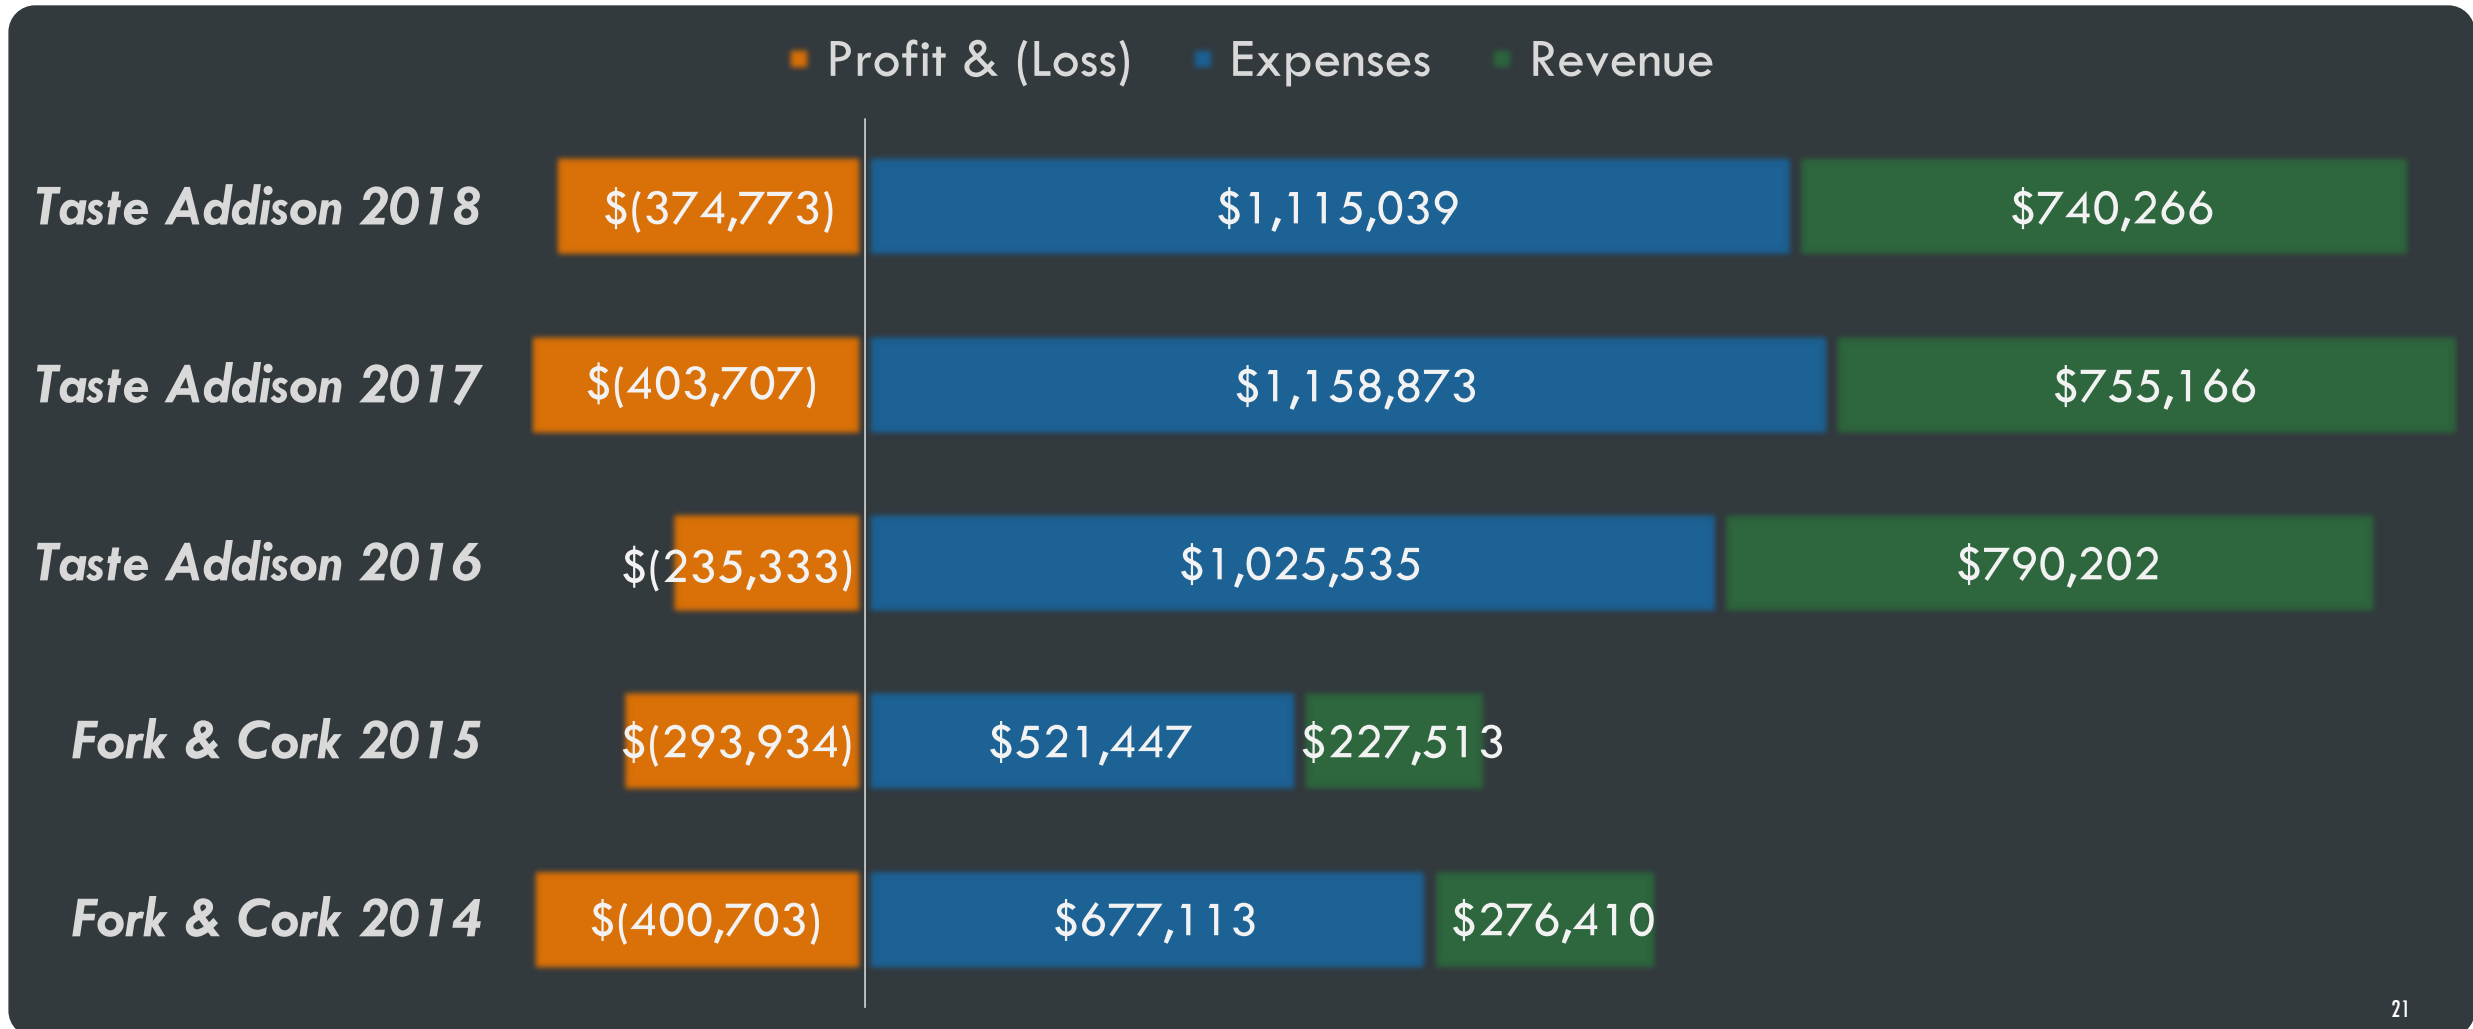 Profit & (Loss) Expenses Revenue
Taste Addison 2018 $(374,773) $1,115,039 $740,266
Taste Addison 2017 $(403,707) $1,158,873 $755,166
Taste Addison 2016 $(235,333) $1,025,535 $790,202
Fork & Cork 2015 $(293,934) $521,447 $227,513
Fork & Cork 2014 $(400,703) $677,113 $276,410
21